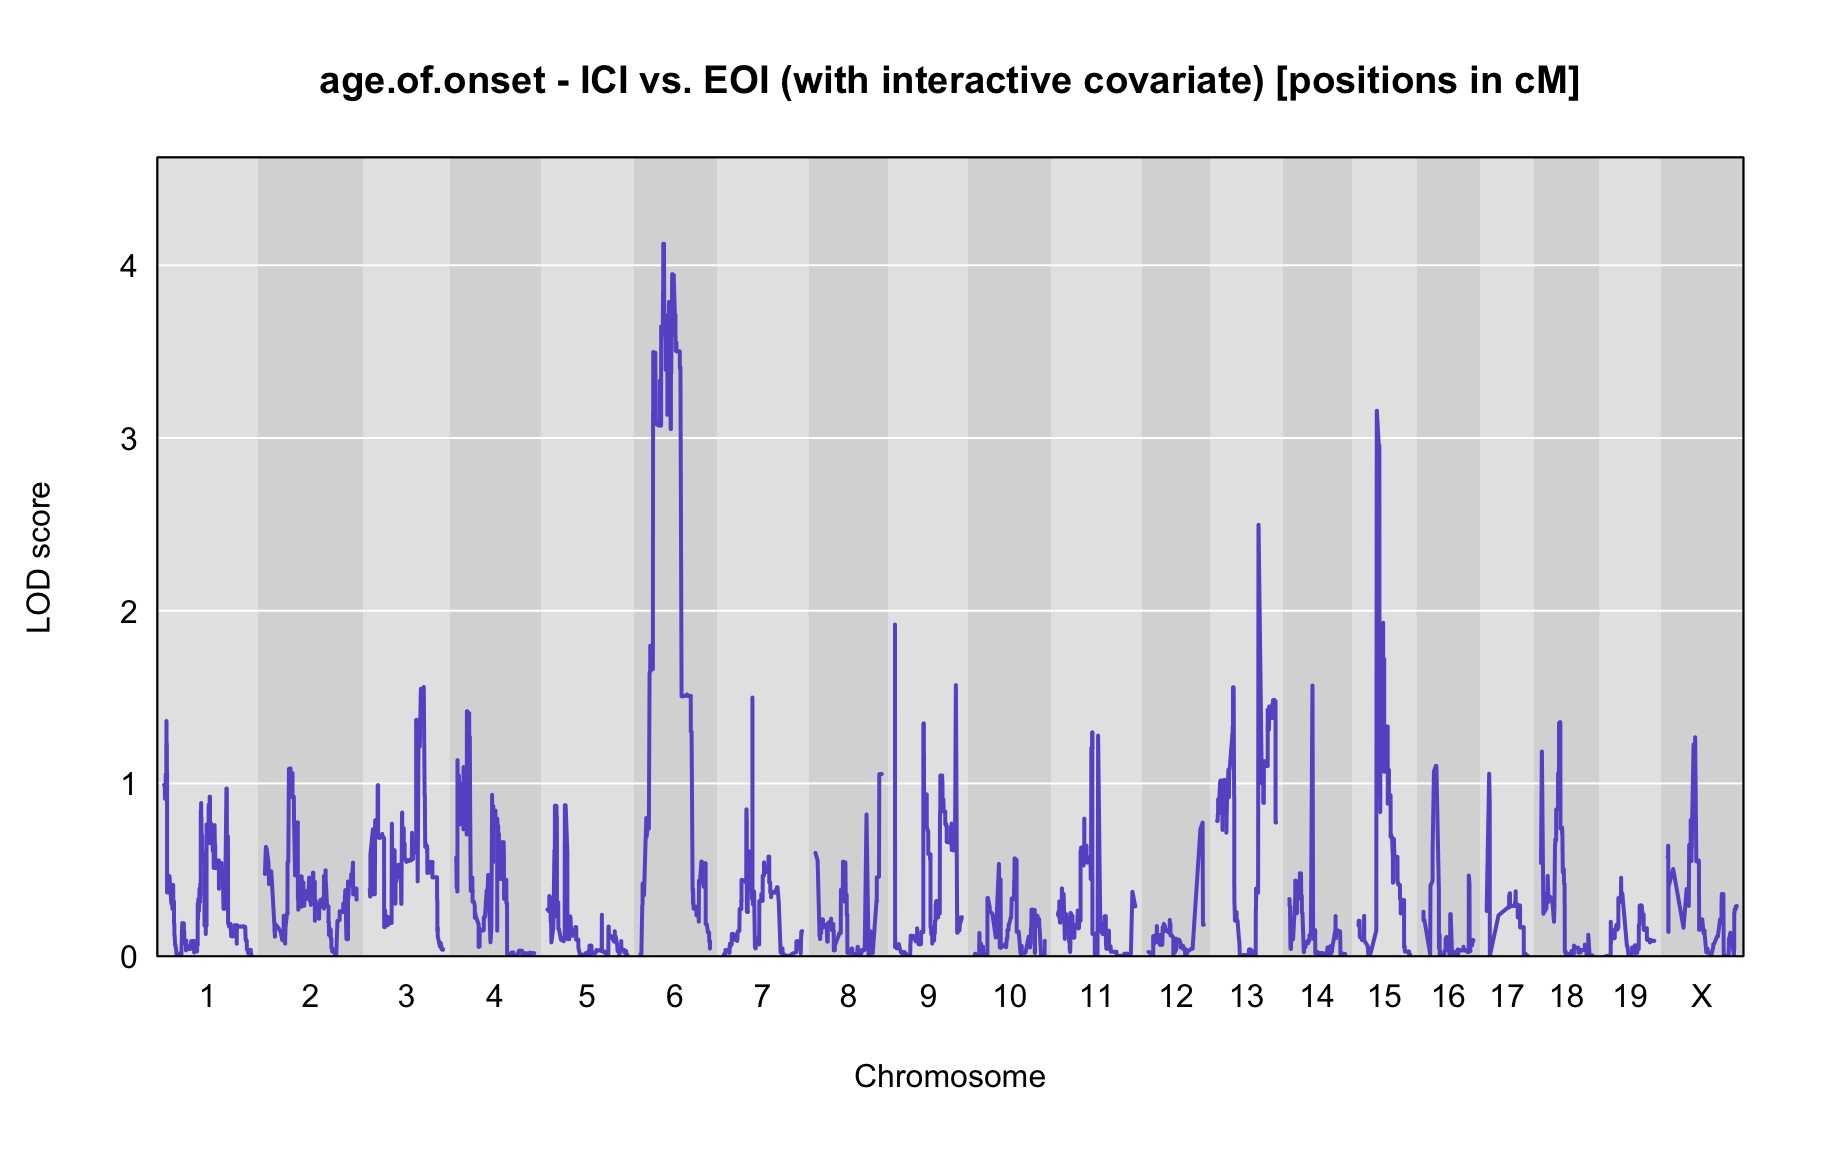 age.of.onset - ICI vs. EOI (with interactive covariate) [positions in cM]
4
3
2
1
0
LOD score
1 2 3 4 5 6 7 8 9 10 11 12 13 14 15 16 17 18 19 X
Chromosome